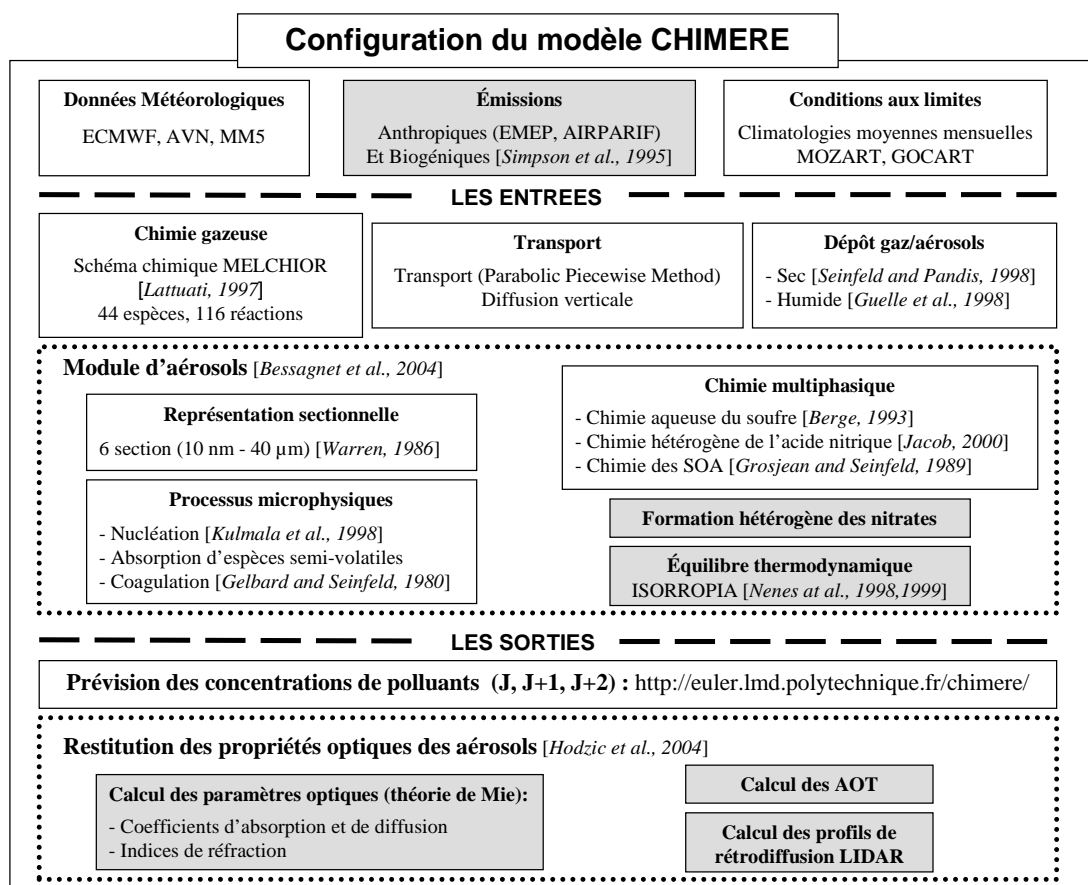 Configuration du modèle CHIMERE
Données Météorologiques
ECMWF, AVN, MM5
Émissions
Anthropiques (EMEP, AIRPARIF)
Et Biogéniques [Simpson et al., 1995]
Conditions aux limites
Climatologies moyennes mensuelles
MOZART, GOCART
LES ENTREES
Chimie gazeuse
Schéma chimique MELCHIOR
[Lattuati, 1997]
44 espèces, 116 réactions
Transport
Transport (Parabolic Piecewise Method)
Diffusion verticale
Dépôt gaz/aérosols
- Sec [Seinfeld and Pandis, 1998]
- Humide [Guelle et al., 1998]
Module d'aérosols [Bessagnet et al., 2004]
Représentation sectionnelle
6 section (10 nm - 40 µm) [Warren, 1986]
Processus microphysiques
- Nucléation [Kulmala et al., 1998]
- Absorption d'espèces semi-volatiles
- Coagulation [Gelbard and Seinfeld, 1980]
Chimie multiphasique
- Chimie aqueuse du soufre [Berge, 1993]
- Chimie hétérogène de l'acide nitrique [Jacob, 2000]
- Chimie des SOA [Grosjean and Seinfeld, 1989]
Formation hétérogène des nitrates
Équilibre thermodynamique
ISORROPIA [Nenes at al., 1998,1999]
LES SORTIES
Prévision des concentrations de polluants (J, J+1, J+2) : http://euler.lmd.polytechnique.fr/chimere/
Restitution des propriétés optiques des aérosols [Hodzic et al., 2004]
Calcul des paramètres optiques (théorie de Mie):
- Coefficients d'absorption et de diffusion
- Indices de réfraction
Calcul des AOT
Calcul des profils de
rétrodiffusion LIDAR